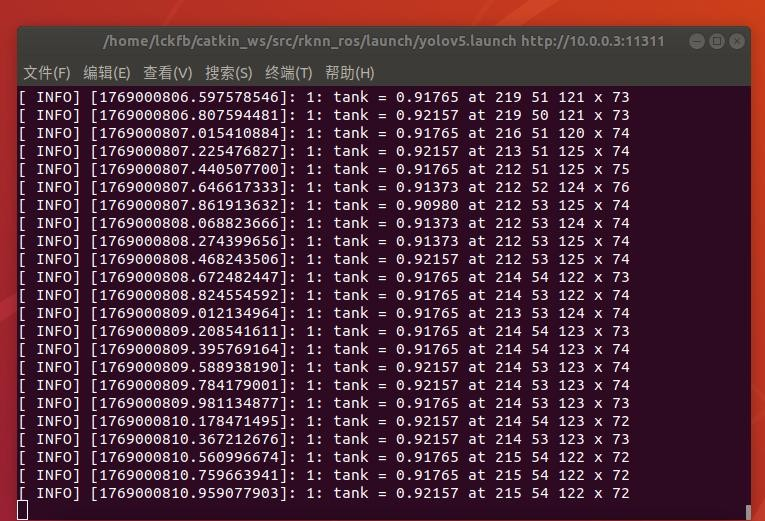 /home/lckfb/catkin_ws/src/rknn_ros/launch/yolov5.launch http://10.0.0.3:11311
文件(F) 编辑(E) 查看(V) 搜索(S) 终端(T) 帮助(H)
[ INFO] [1769000806.597578546]: 1: tank = 0.91765 at 219 51 121 x 73
[ INFO] [1769000806.807594481]: 1: tank = 0.92157 at 219 50 121 x 73
[ INFO] [1769000807.015410884]: 1: tank = 0.91765 at 216 51 120 x 74
[ INFO] [1769000807.225476827]: 1: tank = 0.92157 at 213 51 125 x 74
[ INFO] [1769000807.440507700]: 1: tank = 0.91765 at 212 51 125 x 75
[ INFO] [1769000807.646617333]: 1: tank = 0.91373 at 212 52 124 x 76
[ INFO] [1769000807.861913632]: 1: tank = 0.90980 at 212 53 125 x 74
[ INFO] [1769000808.068823666]: 1: tank = 0.91373 at 212 53 124 x 74
[ INFO] [1769000808.274399656]: 1: tank = 0.91373 at 212 53 125 x 74
[ INFO] [1769000808.468243506]: 1: tank = 0.92157 at 212 53 125 x 74
[ INFO] [1769000808.672482447]: 1: tank = 0.91765 at 214 54 122 x 73
[ INFO] [1769000808.824554592]: 1: tank = 0.91765 at 214 53 122 x 74
[ INFO] [1769000809.012134964]: 1: tank = 0.91765 at 213 53 124 x 74
[ INFO] [1769000809.208541611]: 1: tank = 0.91765 at 214 54 123 x 73
[ INFO] [1769000809.395769164]: 1: tank = 0.91765 at 214 54 123 x 74
[ INFO] [1769000809.588938190]: 1: tank = 0.92157 at 214 53 123 x 74
[ INFO] [1769000809.784179001]: 1: tank = 0.92157 at 214 53 123 x 74
[ INFO] [1769000809.981134877]: 1: tank = 0.91765 at 214 53 123 x 73
[ INFO] [1769000810.178471495]: 1: tank = 0.92157 at 214 54 123 x 72
[ INFO] [1769000810.367212676]: 1: tank = 0.92157 at 214 53 123 x 73
[ INFO] [1769000810.560996674]: 1: tank = 0.91765 at 215 54 122 x 72
[ INFO] [1769000810.759663941]: 1: tank = 0.91765 at 215 54 122 x 72
[ INFO] [1769000810.959077903]: 1: tank = 0.92157 at 215 54 122 x 72